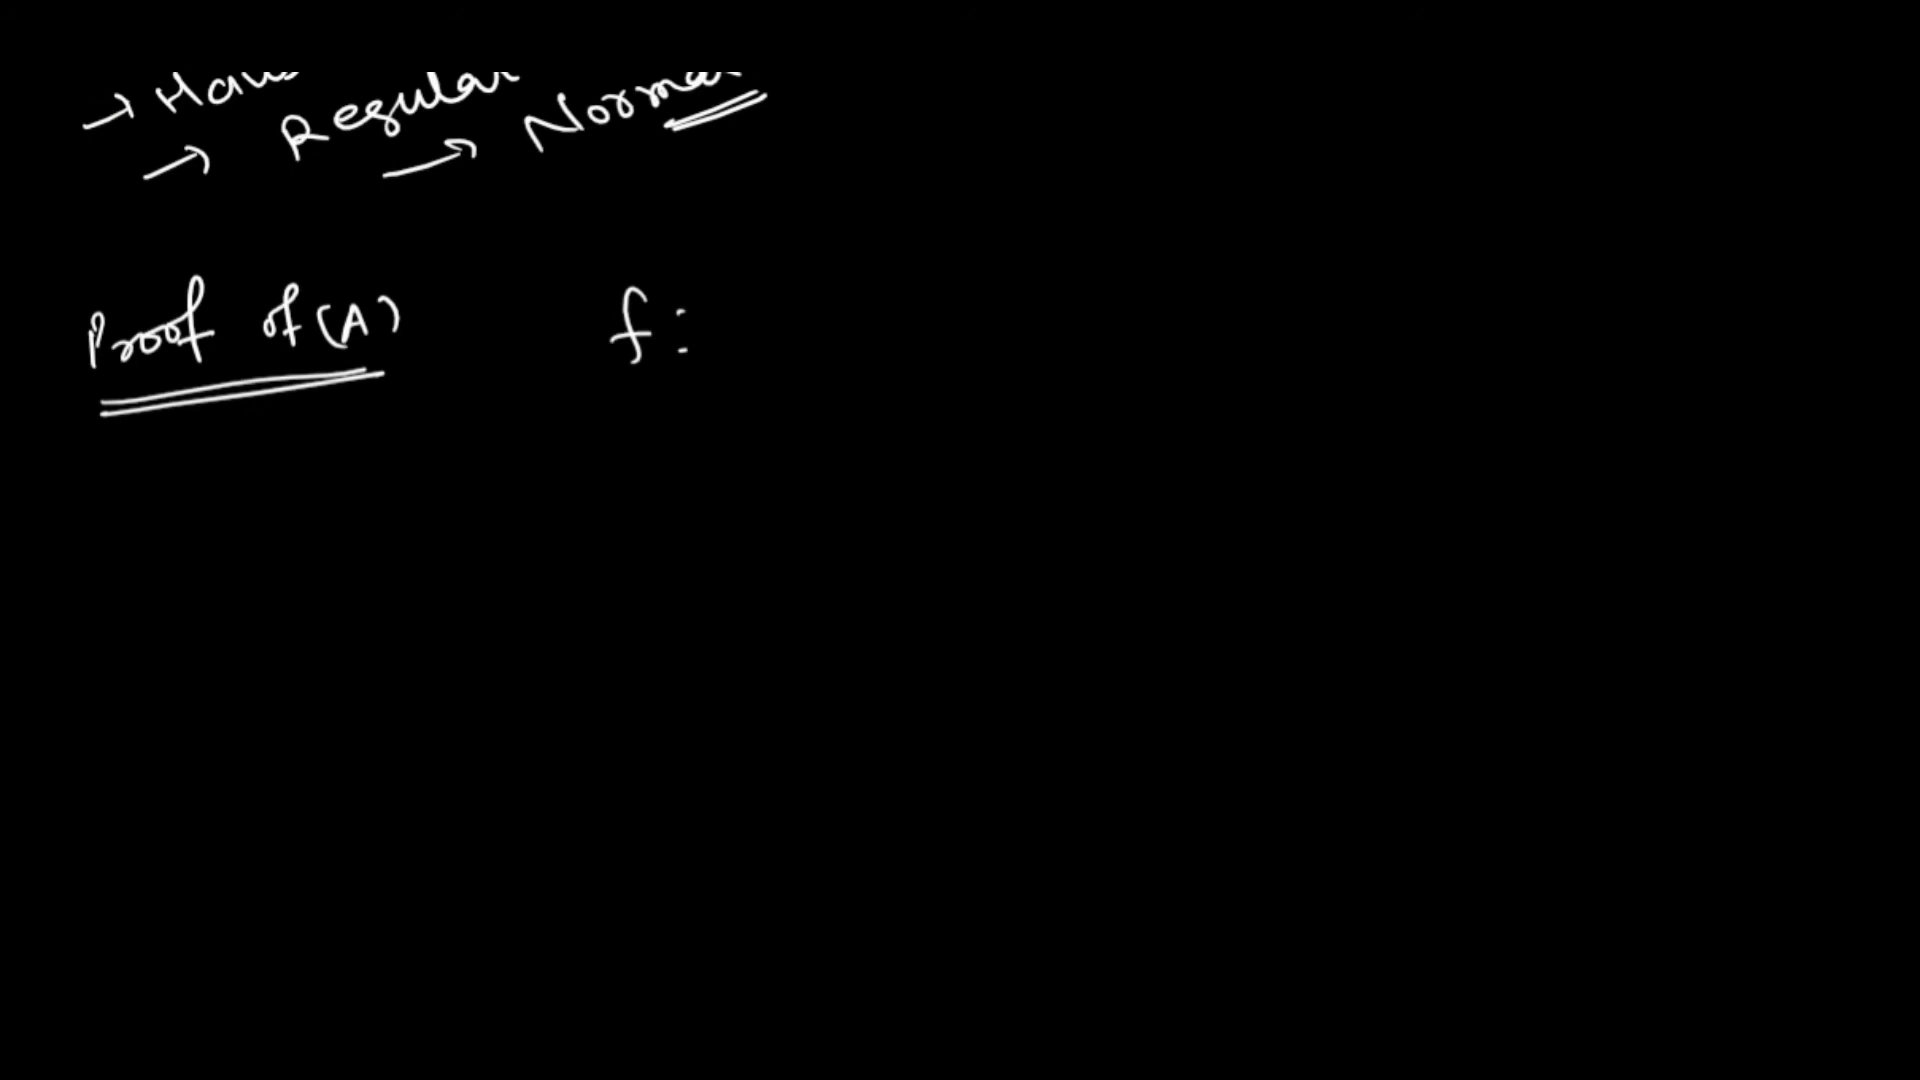 → Haus
→ Regular
→ Normal
Proof of (A) f: